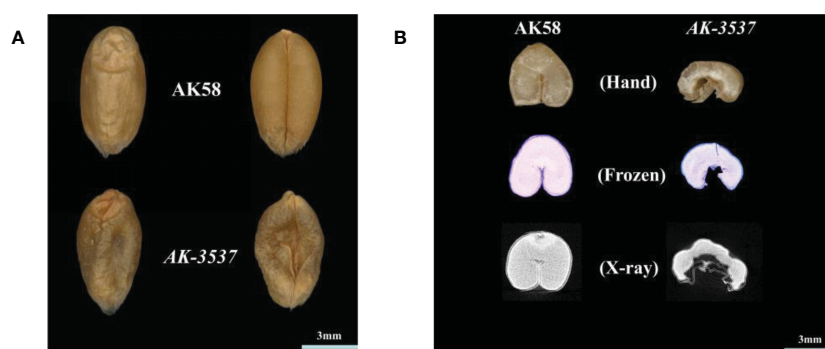 A
AK58
AK-3537
3mm
B
AK58 AK-3537
(Hand)
(Frozen)
(X-ray)
3mm